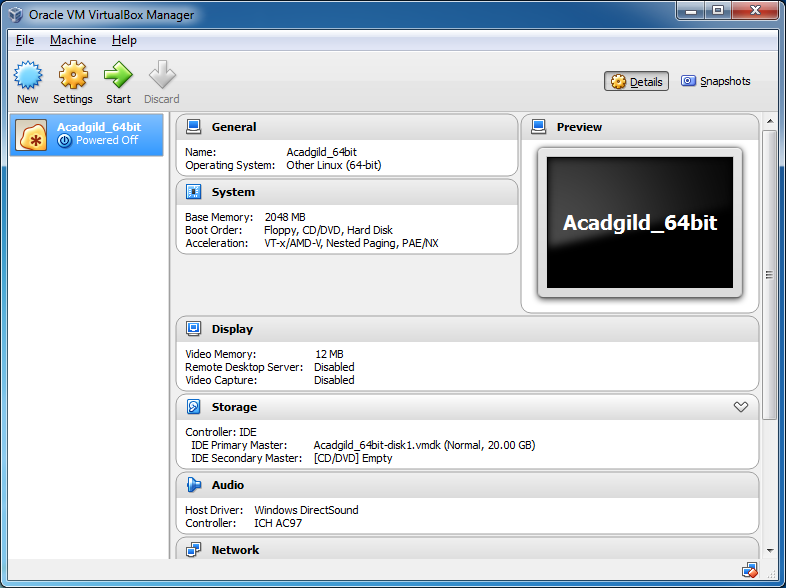 Oracle VM VirtualBox Manager
File Machine Help
New Settings Start Discard
Details Snapshots
Acadgild_64bit
Powered Off
General
Name: Acadgild_64bit
Operating System: Other Linux (64-bit)
Preview
Acadgild_64bit
System
Base Memory: 2048 MB
Boot Order: Floppy, CD/DVD, Hard Disk
Acceleration: VT-x/AMD-V, Nested Paging, PAE/NX
Display
Video Memory: 12 MB
Remote Desktop Server: Disabled
Video Capture: Disabled
Storage
Controller: IDE
IDE Primary Master: Acadgild_64bit-disk1.vmdk (Normal, 20.00 GB)
IDE Secondary Master: [CD/DVD] Empty
Audio
Host Driver: Windows DirectSound
Controller: ICH AC97
Network